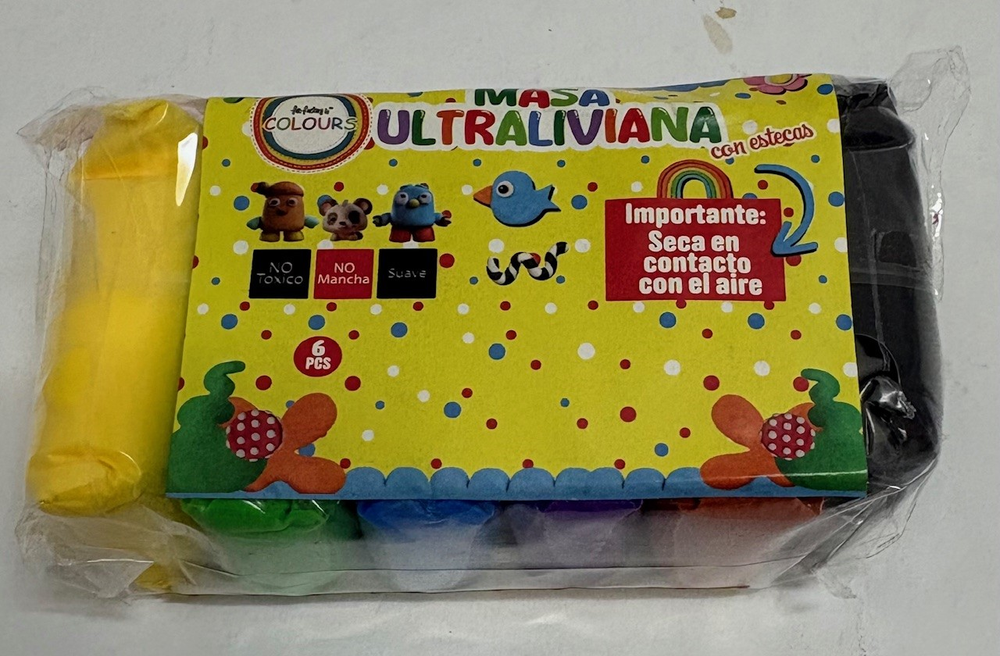 COLOURS
MASA
ULTRALIVIANA
con estecas
NO
TOXICO
NO
Mancha
Suave
Importante:
Seca en
contacto
con el aire
6
PCS